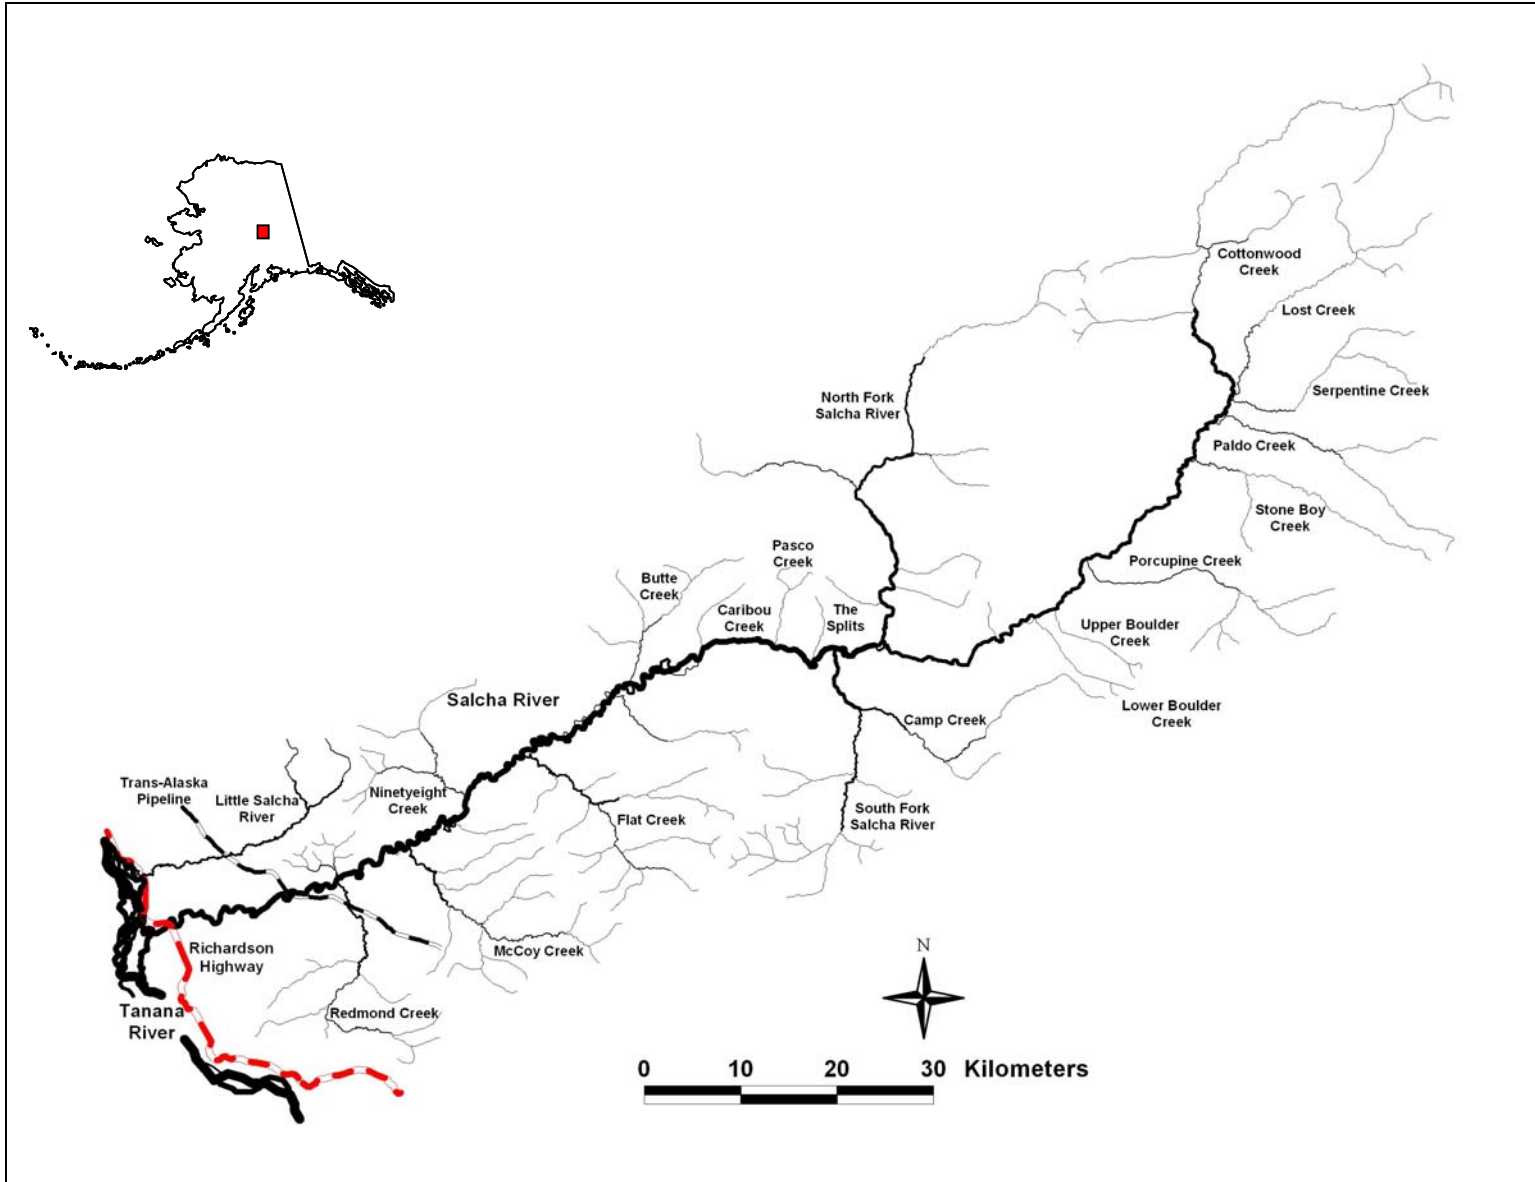 Cottonwood
Creek
Lost Creek
Serpentine Creek
North Fork
Salcha River
Paldo Creek
Stone Boy
Creek
Pasco
Creek
Porcupine Creek
Butte
Creek
Caribou
Creek
The
Splits
Upper Boulder
Creek
Salcha River
Camp Creek
Lower Boulder
Creek
Trans-Alaska
Pipeline
Little Salcha
River
Ninetyeight
Creek
Flat Creek
South Fork
Salcha River
Richardson
Highway
McCoy Creek
N
Tanana
River
Redmond Creek
0 10 20 30 Kilometers